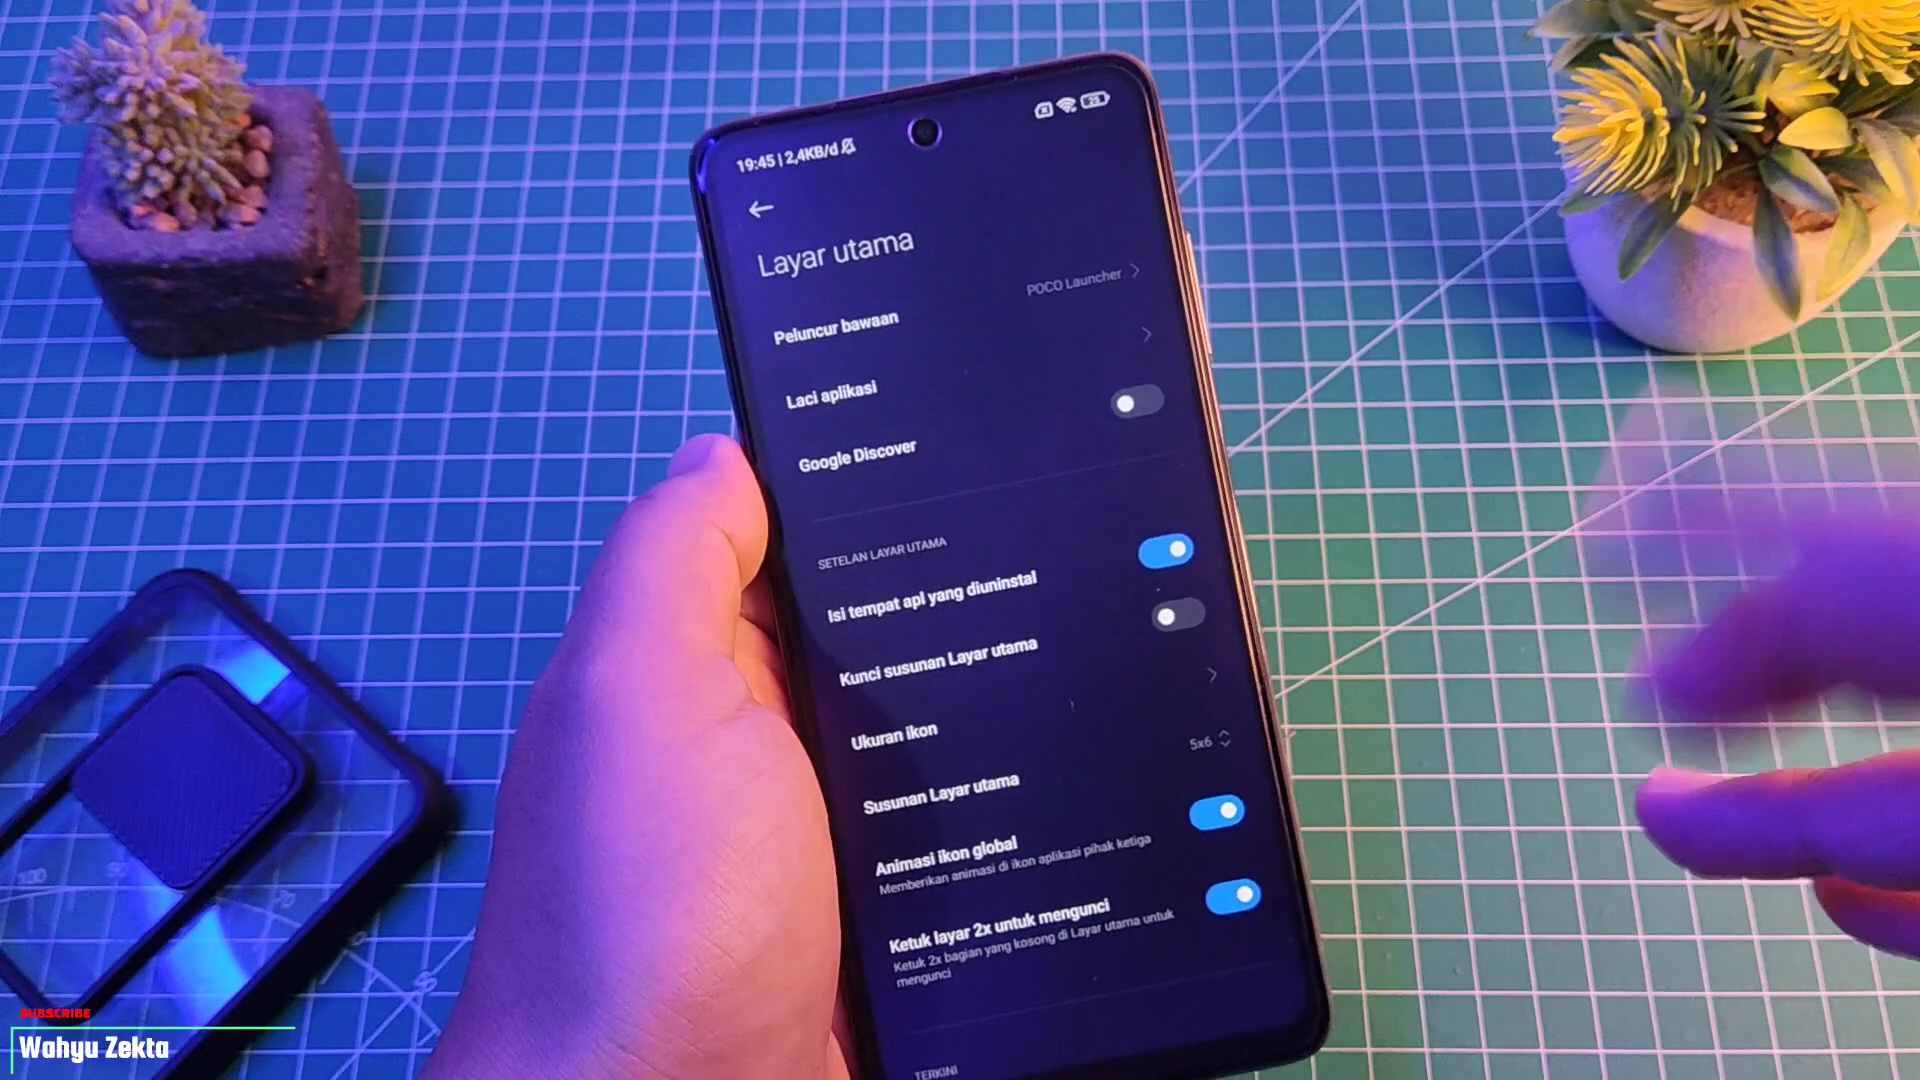 19:45 | 2,4KB/d
23
Layar utama
Peluncur bawaan
POCO Launcher
Laci aplikasi
Google Discover
SETELAN LAYAR UTAMA
Isi tempat apl yang diuninstal
Kunci susunan Layar utama
Ukuran ikon
Susunan Layar utama
5x6
Animasi ikon global
Memberikan animasi di ikon aplikasi pihak ketiga
Ketuk layar 2x untuk mengunci
Ketuk 2x bagian yang kosong di Layar utama untuk
mengunci
TERKINI
SUBSCRIBE
Wahyu Zekta